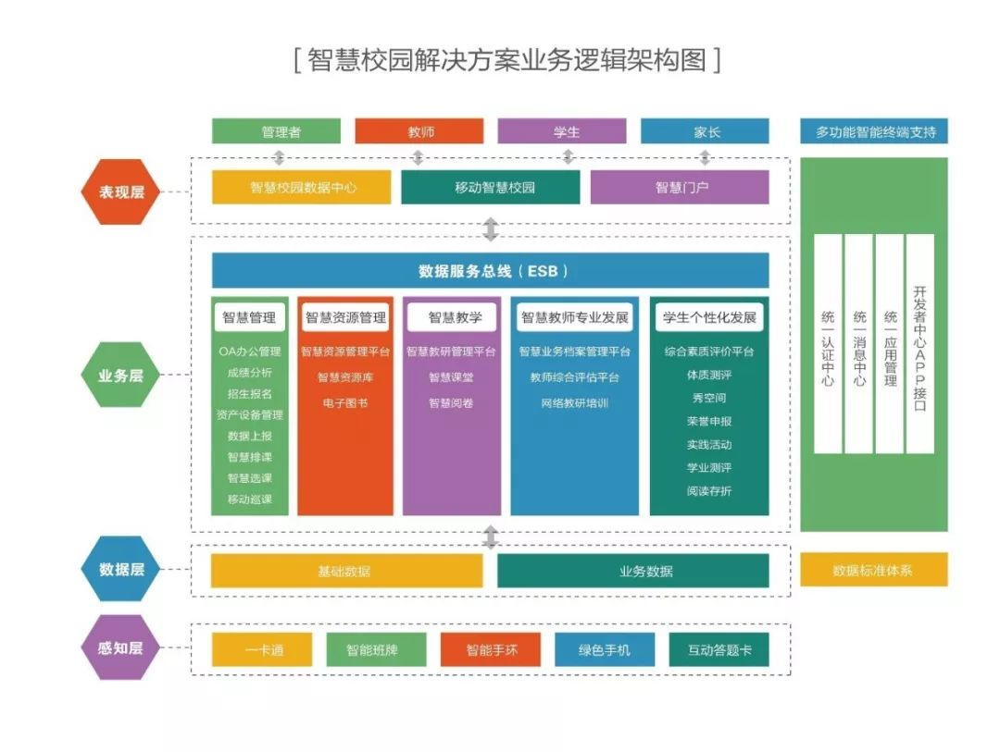 [ 智慧校园解决方案业务逻辑架构图 ]
管理者
教师
学生
家长
多功能智能终端支持
表现层
智慧校园数据中心
移动智慧校园
智慧门户
业务层
数据服务总线（ESB）
智慧管理
OA办公管理
成绩分析
招生报名
资产设备管理
数据上报
智慧排课
智慧选课
移动巡课
智慧资源管理
智慧资源管理平台
智慧资源库
电子图书
智慧教学
智慧教研管理平台
智慧课堂
智慧阅卷
智慧教师专业发展
智慧业务档案管理平台
教师综合评估平台
网络教研培训
学生个性化发展
综合素质评价平台
体质测评
秀空间
荣誉申报
实践活动
学业测评
阅读存折
统一认证中心
统一消息中心
统一应用管理
开发者中心APP接口
数据层
基础数据
业务数据
数据标准体系
感知层
一卡通
智能班牌
智能手环
绿色手机
互动答题卡